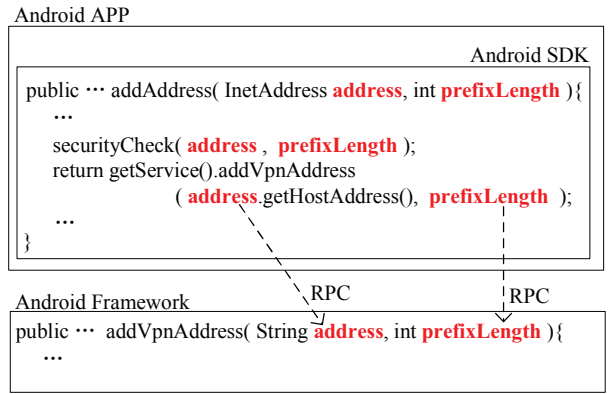 Android APP
Android SDK
public ··· addAddress( InetAddress address, int prefixLength ){
···
securityCheck( address , prefixLength );
return getService().addVpnAddress
( address.getHostAddress(), prefixLength );
···
}
RPC
RPC
Android Framework
public ··· addVpnAddress( String address, int prefixLength ){
···